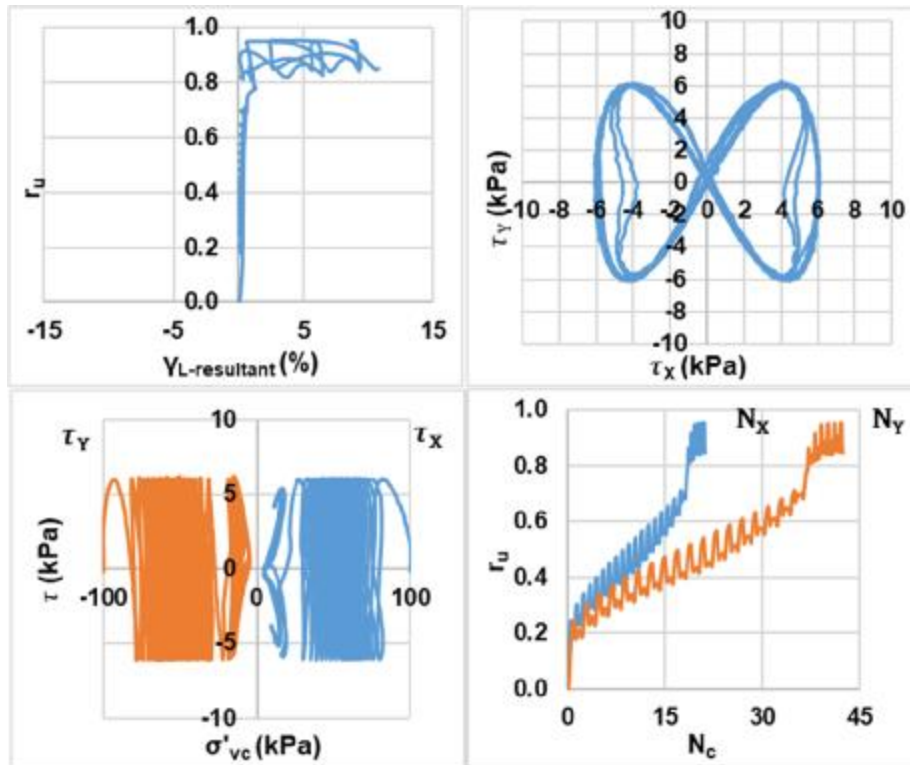 1.0
0.8
0.6
0.4
0.2
0.0
-15 -5 5 15
r_u
γ_L-resultant (%)
10
8
6
4
2
0
-10 -8 -6 -4 -2 0 2 4 6 8 10
-2
-4
-6
-8
-10
τ_Y (kPa)
τ_X (kPa)
τ_Y τ_X
10
5
0
-100 0 100
-5
-10
τ (kPa)
σ'_vc (kPa)
N_X N_Y
1.0
0.8
0.6
0.4
0.2
0.0
0 15 30 45
r_u
N_c